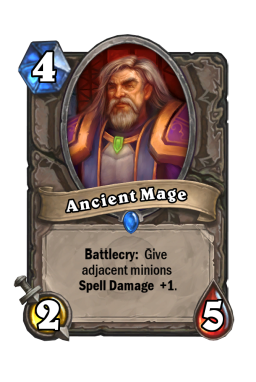 4
Ancient Mage
Battlecry: Give
adjacent minions
Spell Damage +1.
2
5